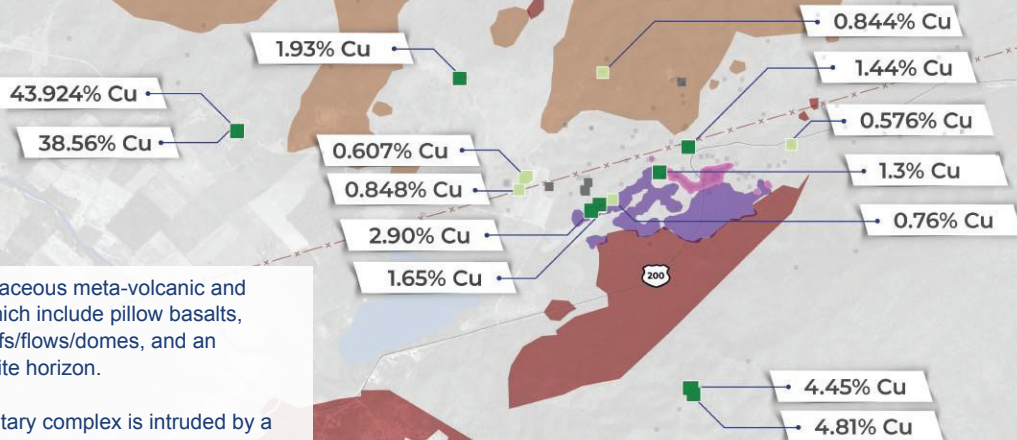 0.844% Cu
1.93% Cu
1.44% Cu
43.924% Cu
0.576% Cu
38.56% Cu
0.607% Cu
1.3% Cu
0.848% Cu
0.76% Cu
2.90% Cu
1.65% Cu
200
aceous meta-volcanic and
hich include pillow basalts,
fs/flows/domes, and an
ite horizon.
tary complex is intruded by a
4.45% Cu
4.81% Cu